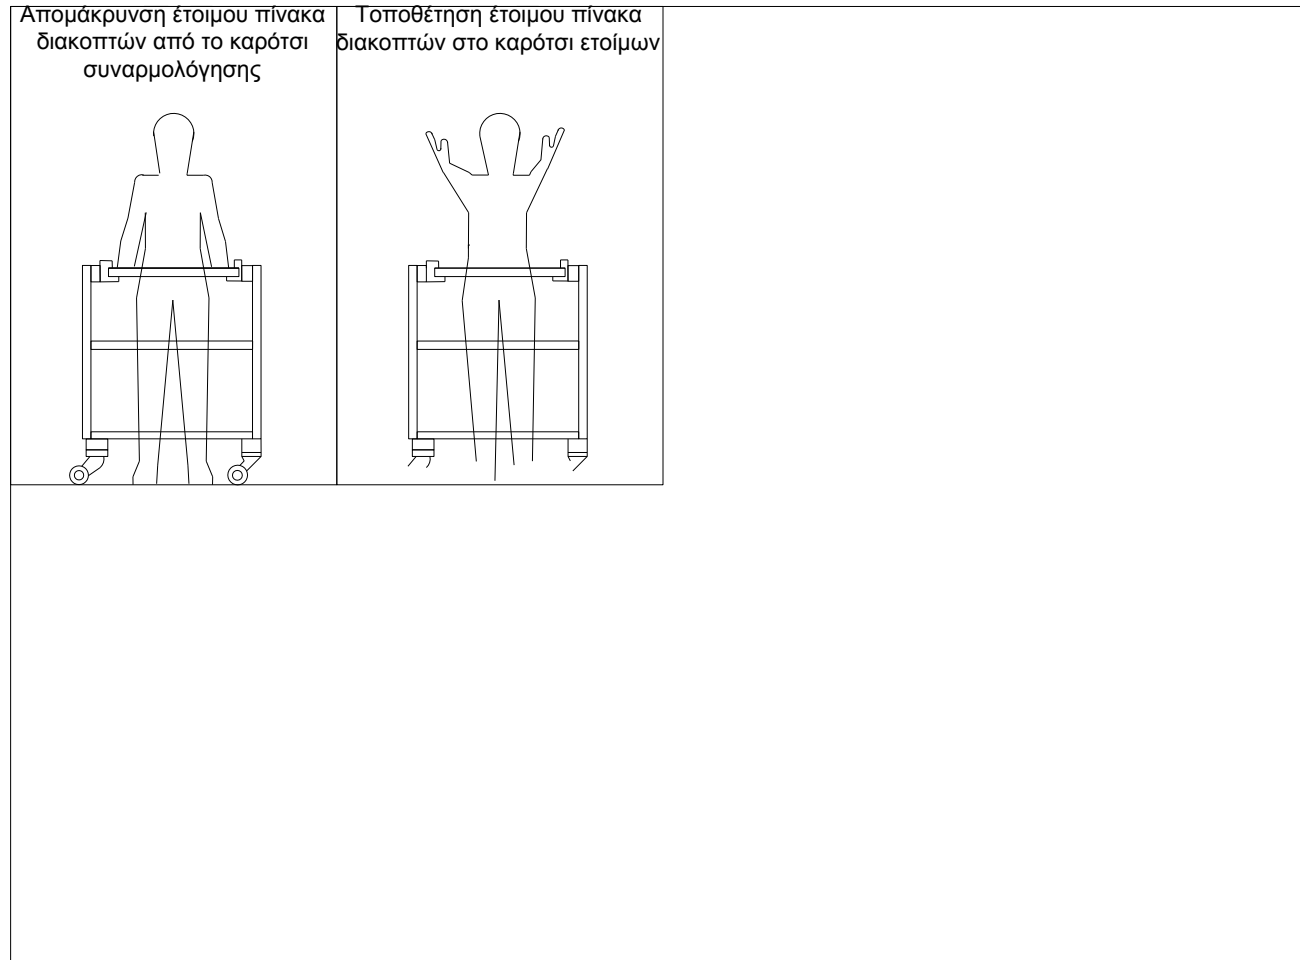 Απομάκρυνση έτοιμου πίνακα
διακοπτών από το καρότσι
συναρμολόγησης
Τοποθέτηση έτοιμου πίνακα
διακοπτών στο καρότσι ετοίμων